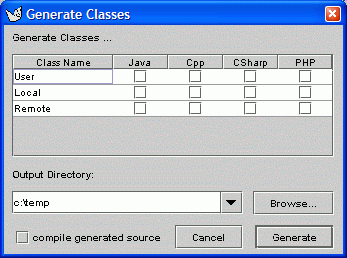 Generate Classes
Generate Classes ...
Class Name Java Cpp CSharp PHP
User
Local
Remote
Output Directory:
c:\temp Browse...
compile generated source Cancel Generate